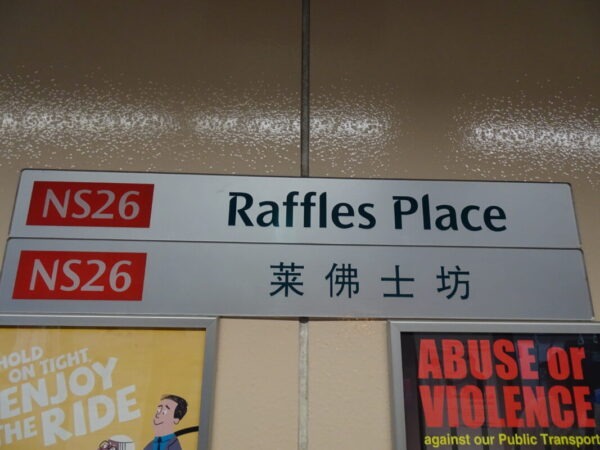 NS26 Raffles Place
NS26 莱佛士坊
HOLD
ON TIGHT,
ENJOY
THE RIDE
ABUSE or
VIOLENCE
against our Public Transport